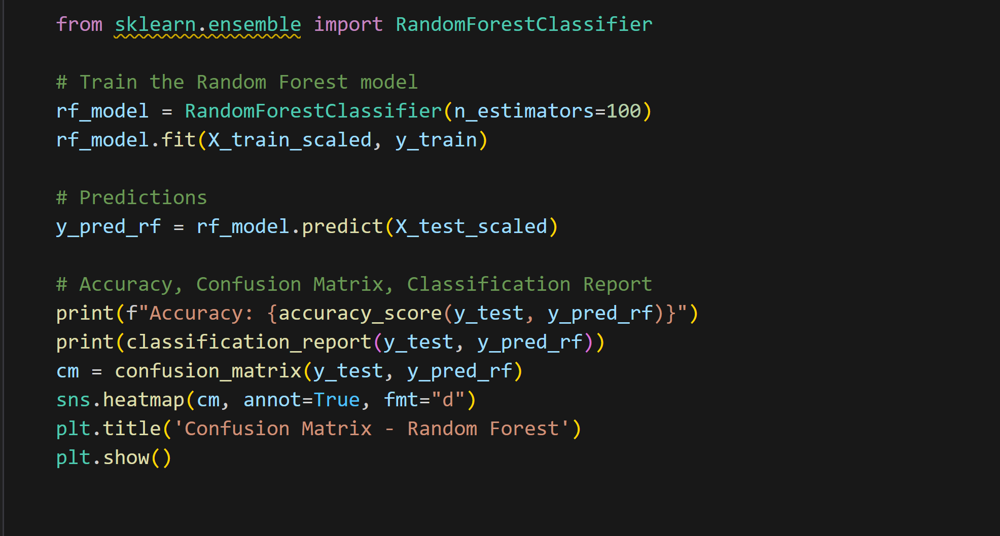 from sklearn.ensemble import RandomForestClassifier
# Train the Random Forest model
rf_model = RandomForestClassifier(n_estimators=100)
rf_model.fit(X_train_scaled, y_train)
# Predictions
y_pred_rf = rf_model.predict(X_test_scaled)
# Accuracy, Confusion Matrix, Classification Report
print(f"Accuracy: {accuracy_score(y_test, y_pred_rf)}")
print(classification_report(y_test, y_pred_rf))
cm = confusion_matrix(y_test, y_pred_rf)
sns.heatmap(cm, annot=True, fmt="d")
plt.title('Confusion Matrix - Random Forest')
plt.show()